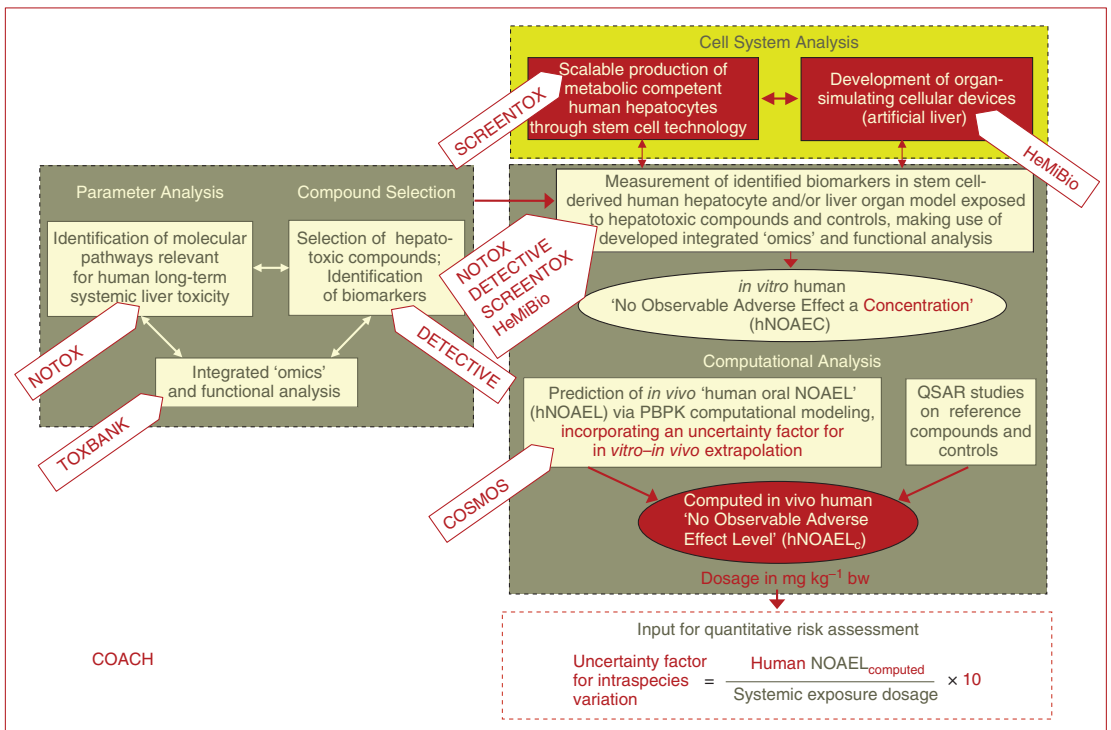 Cell System Analysis
Scalable production of
metabolic competent
human hepatocytes
through stem cell technology
Development of organ-
simulating cellular devices
(artificial liver)
SCREENTOX
HeMiBio
Parameter Analysis
Compound Selection
Identification of molecular
pathways relevant
for human long-term
systemic liver toxicity
Selection of hepato-
toxic compounds;
Identification
of biomarkers
Integrated ‘omics’
and functional analysis
NOTOX
DETECTIVE
TOXBANK
Measurement of identified biomarkers in stem cell-
derived human hepatocyte and/or liver organ model exposed
to hepatotoxic compounds and controls, making use of
developed integrated ‘omics’ and functional analysis
NOTOX
DETECTIVE
SCREENTOX
HeMiBio
in vitro human
‘No Observable Adverse Effect a Concentration’
(hNOAEC)
Computational Analysis
Prediction of in vivo ‘human oral NOAEL’
(hNOAEL) via PBPK computational modeling,
incorporating an uncertainty factor for
in vitro–in vivo extrapolation
QSAR studies
on reference
compounds and
controls
COSMOS
Computed in vivo human
‘No Observable Adverse
Effect Level’ (hNOAELc)
Dosage in mg kg⁻¹ bw
Input for quantitative risk assessment
Uncertainty factor
for intraspecies
variation
=
Human NOAELcomputed
Systemic exposure dosage
× 10
COACH